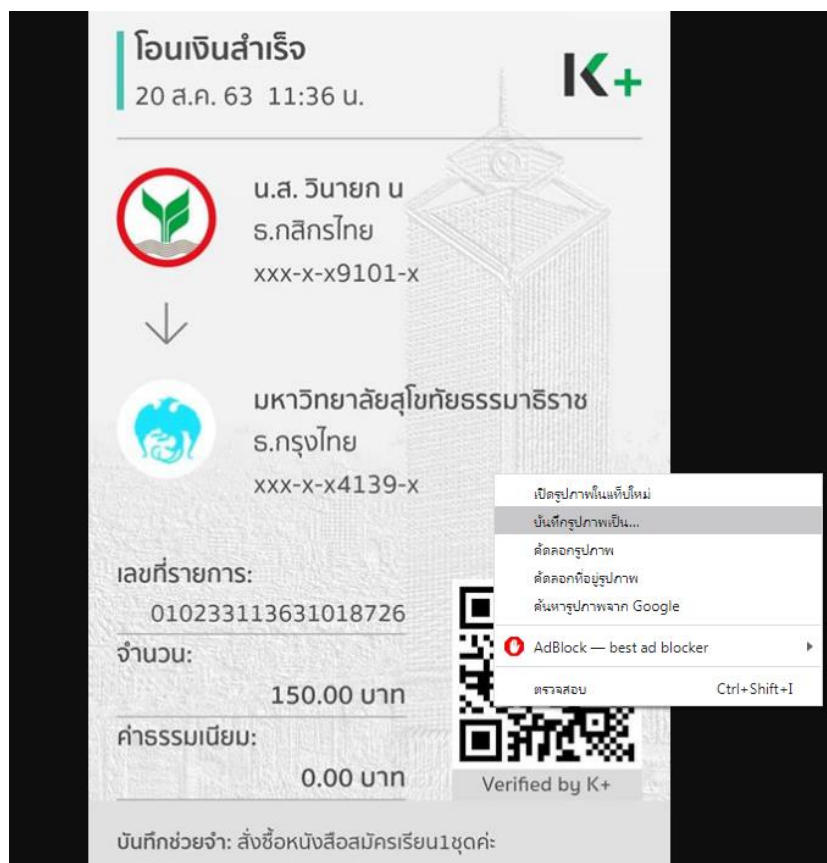 โอนเงินสำเร็จ
20 ส.ค. 63 11:36 น.
K+
น.ส. วินายก น
ธ.กสิกรไทย
xxx-x-x9101-x
มหาวิทยาลัยสุโขทัยธรรมาธิราช
ธ.กรุงไทย
xxx-x-x4139-x
เปิดรูปภาพในแท็บใหม่
บันทึกรูปภาพเป็น...
คัดลอกรูปภาพ
คัดลอกที่อยู่รูปภาพ
ค้นหารูปภาพจาก Google
AdBlock — best ad blocker
ตรวจสอบ Ctrl+Shift+I
เลขที่รายการ:
010233113631018726
จำนวน:
150.00 บาท
ค่าธรรมเนียม:
0.00 บาท
Verified by K+
บันทึกช่วยจำ: สั่งซื้อหนังสือสมัครเรียน1ชุดค่ะ